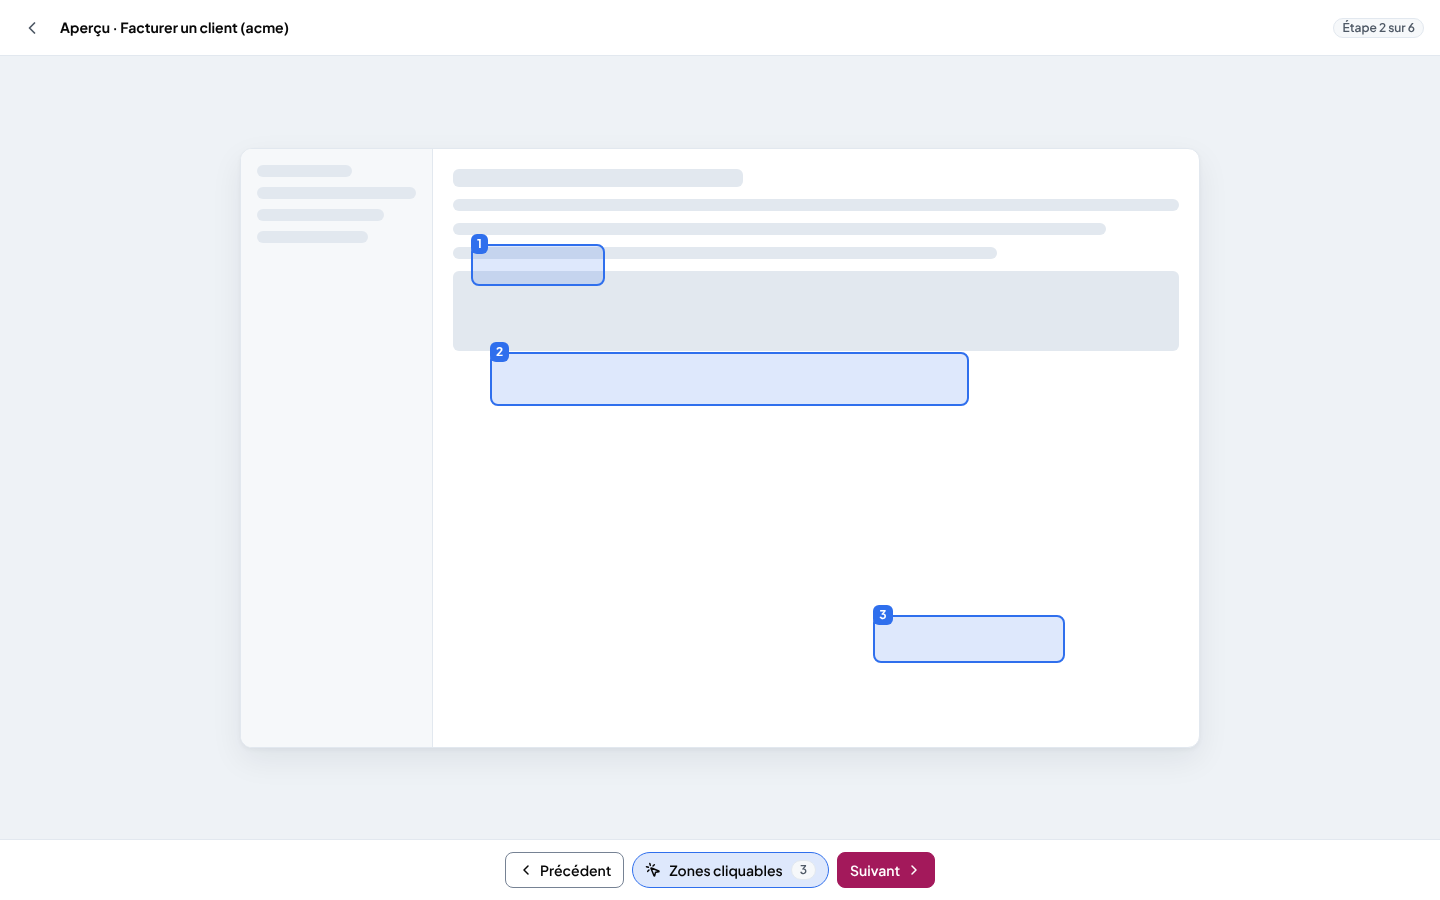 Aperçu · Facturer un client (acme)
Étape 2 sur 6
1
2
3
Précédent
Zones cliquables 3
Suivant